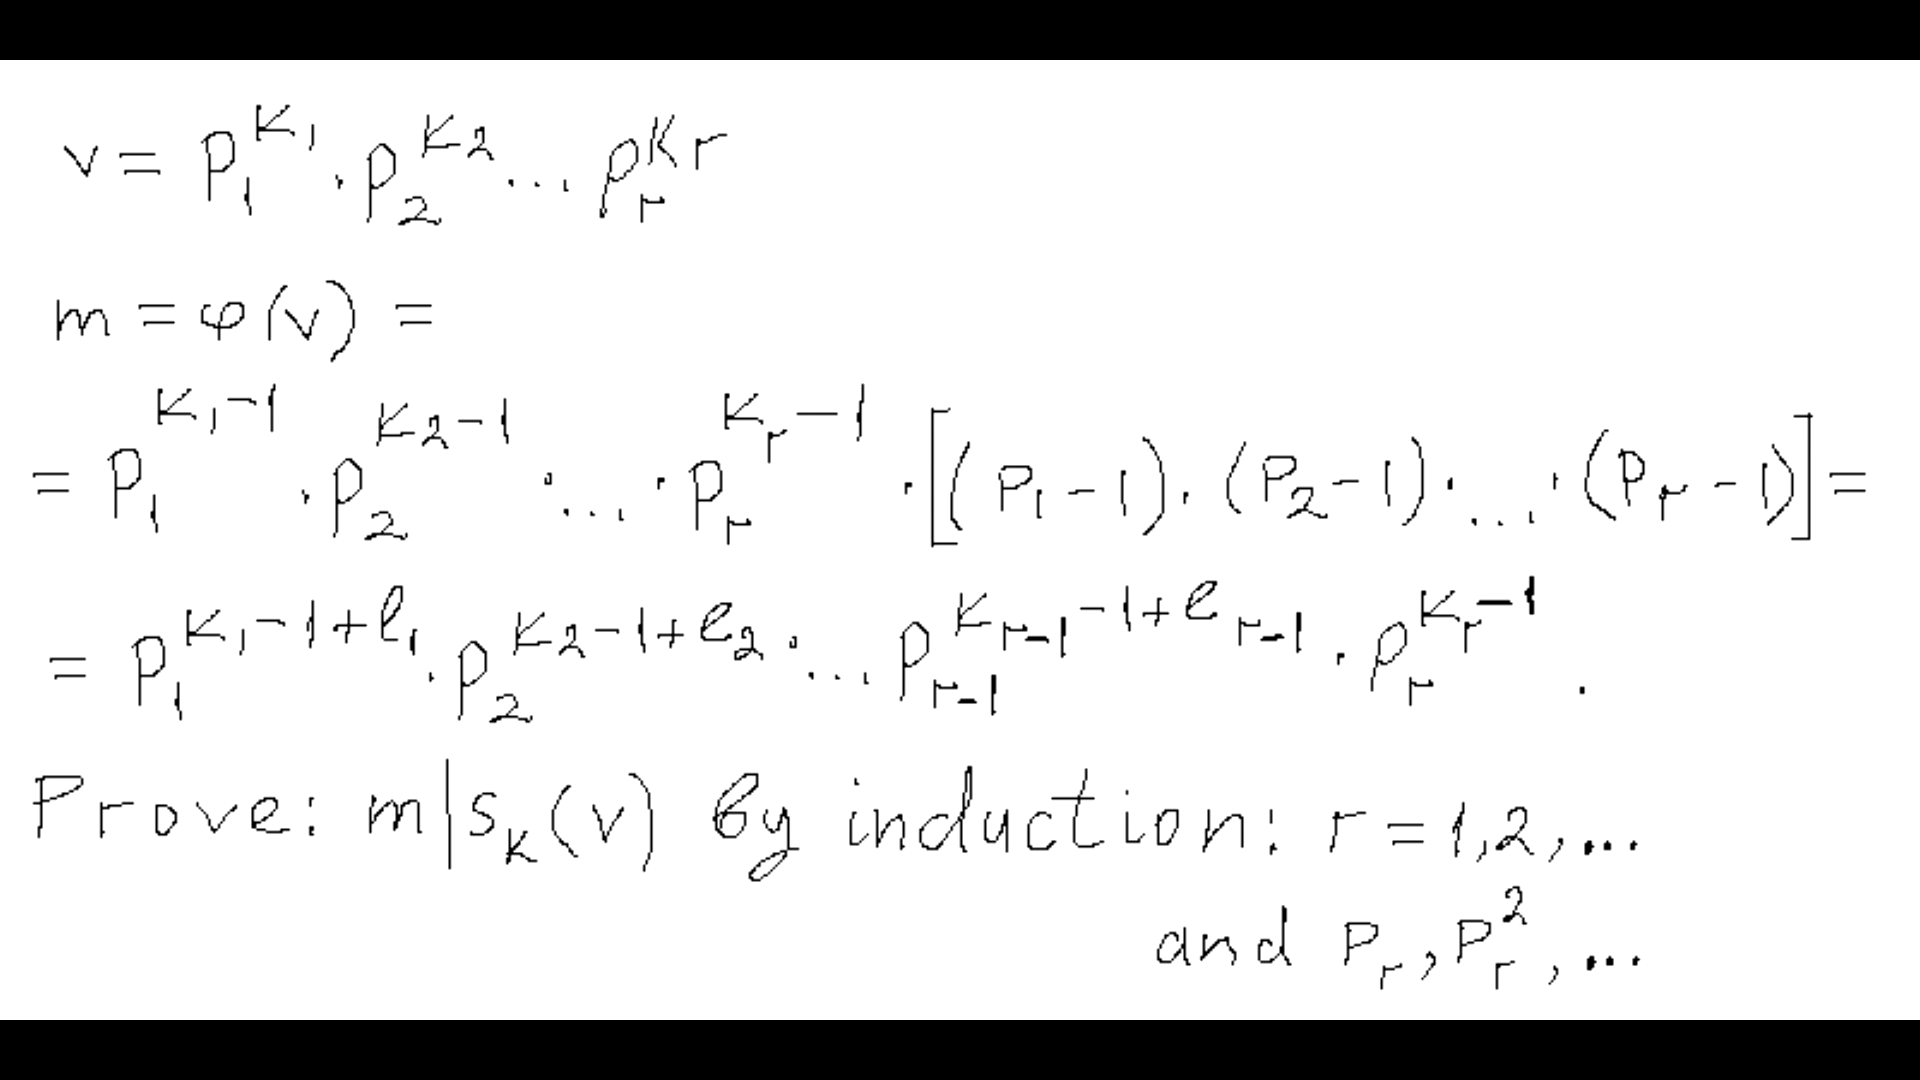 v = p₁^{k₁} · p₂^{k₂} ... p_r^{k_r}
m = φ(v) =
= p₁^{k₁-1} · p₂^{k₂-1} · ... · p_r^{k_r-1} · [(p₁-1) · (p₂-1) · ... · (p_r-1)] =
= p₁^{k₁-1+l₁} · p₂^{k₂-1+l₂} · ... p_{r-1}^{k_{r-1}-1+l_{r-1}} · p_r^{k_r-1} .
Prove: m|s_k(v) by induction: r = 1,2,...
and p_r, p_r^2, ...